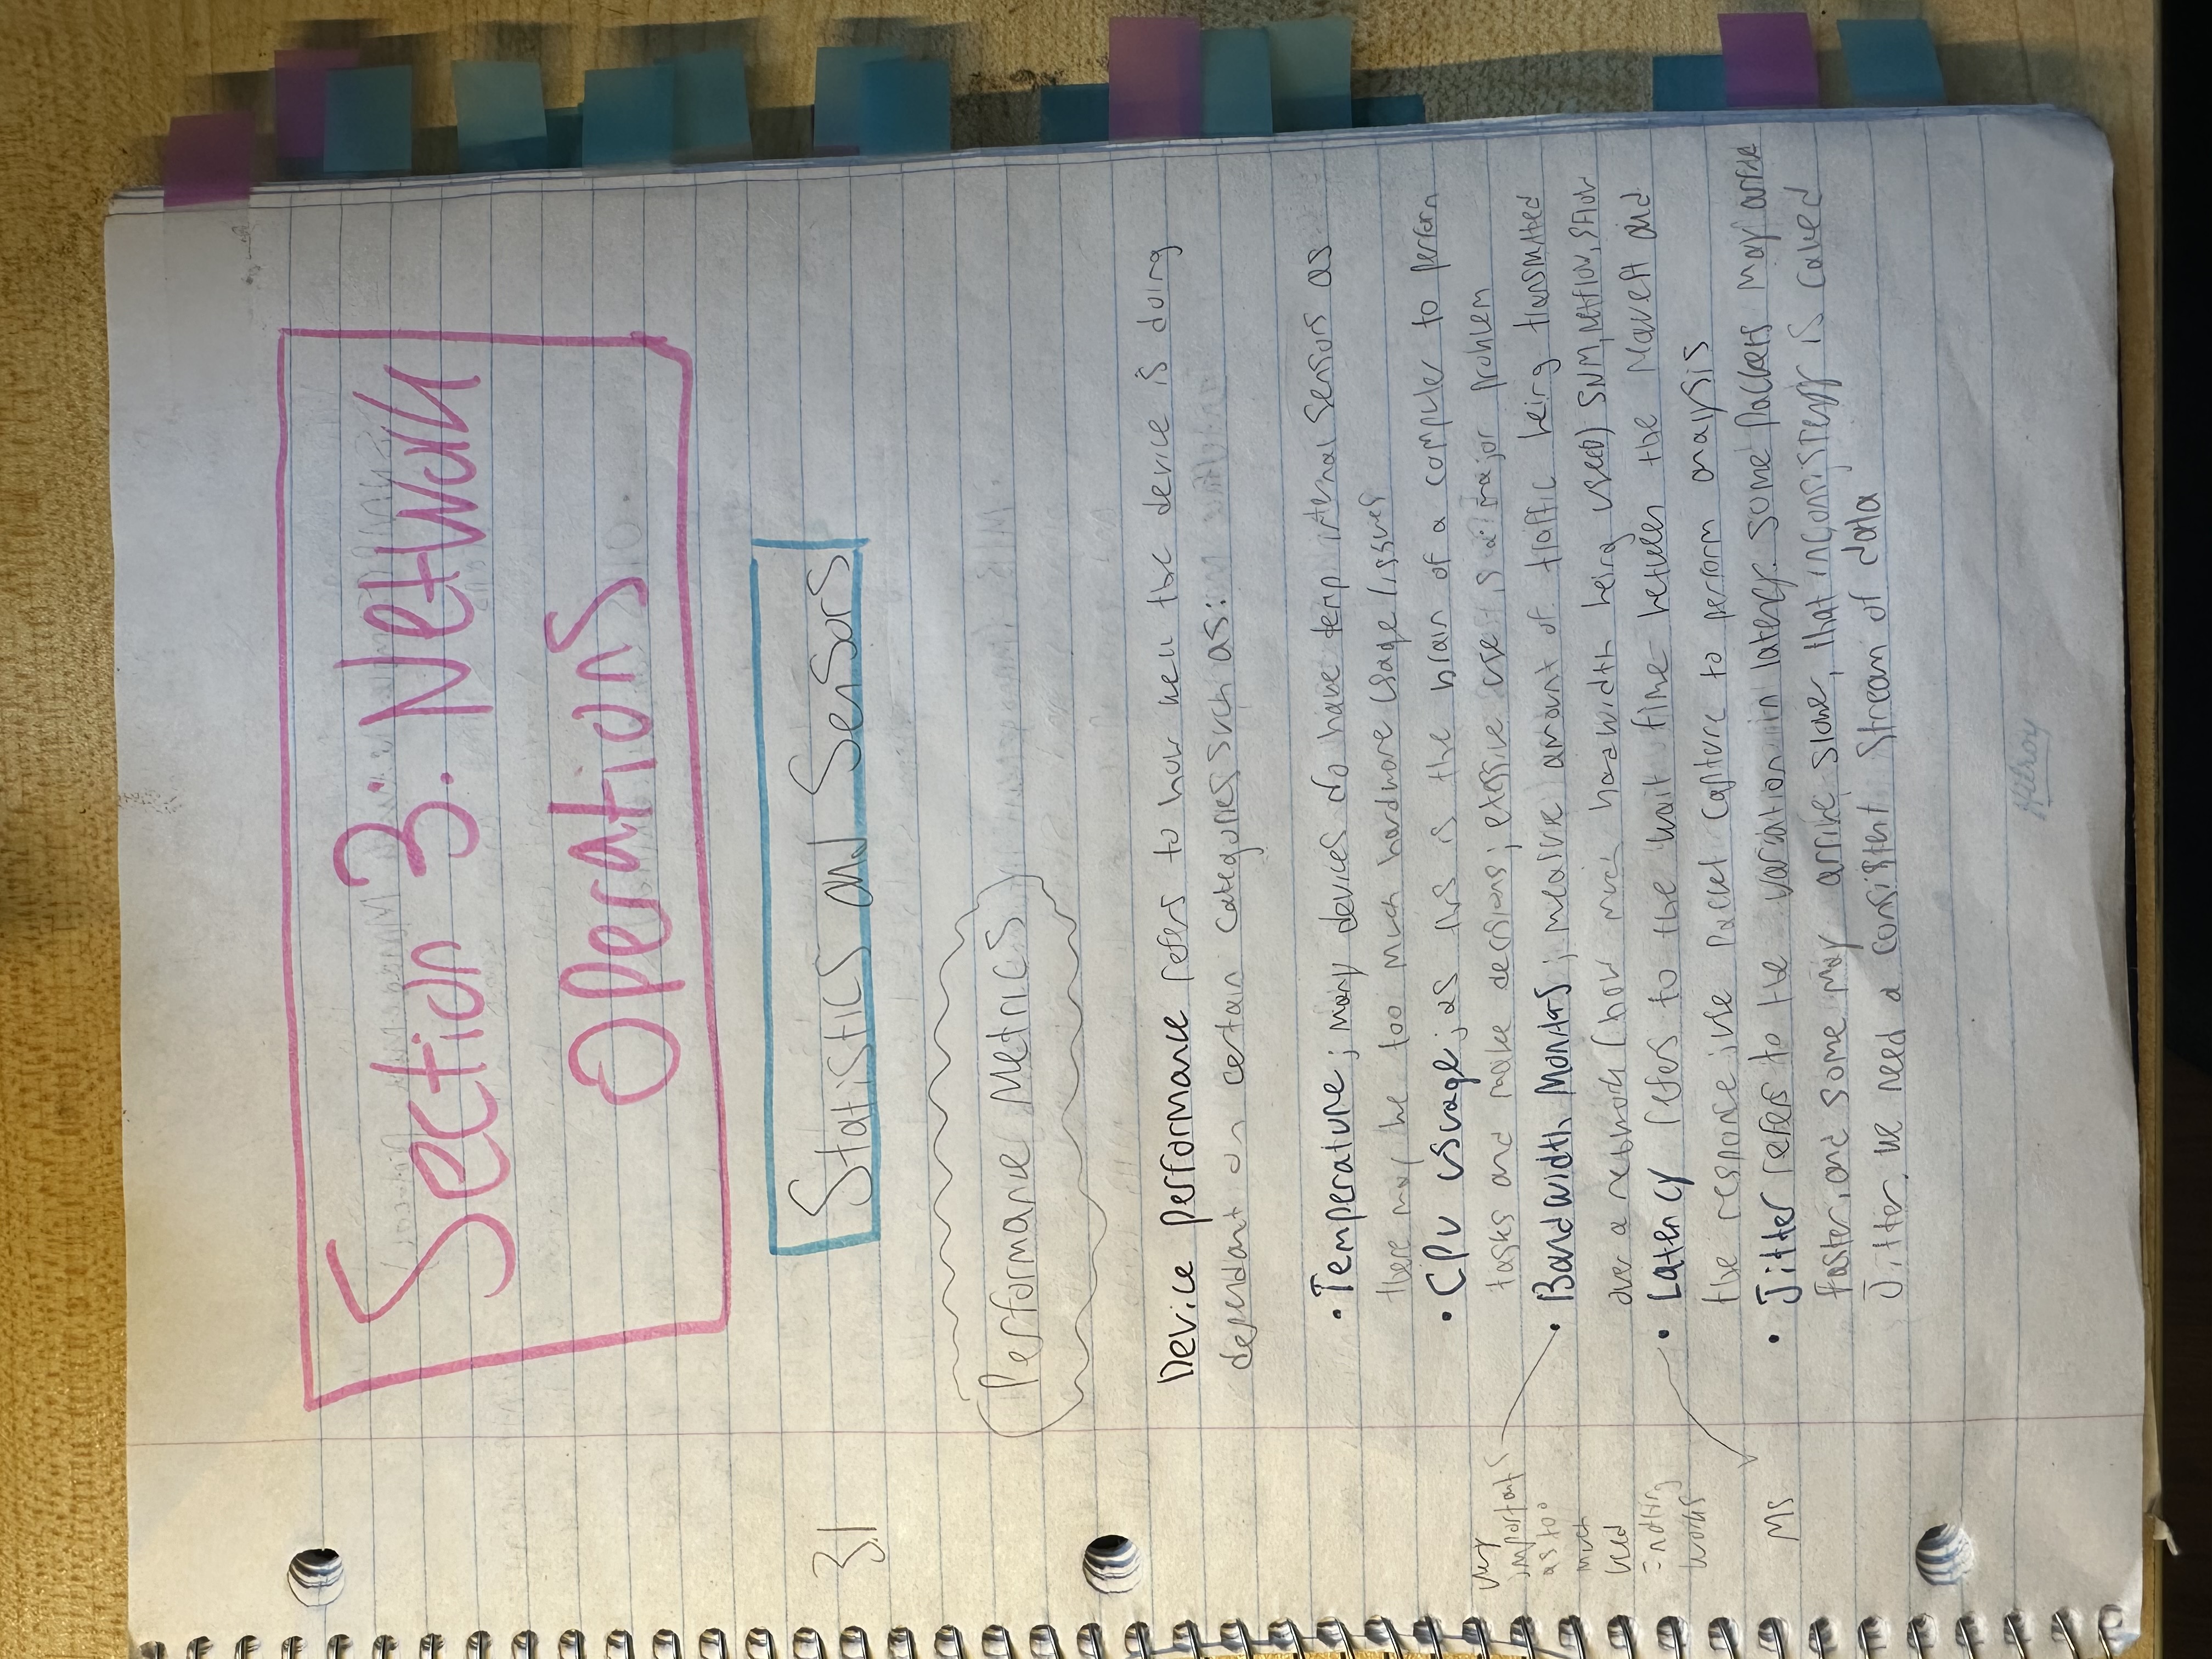 Section 3: Network
Operations
3.1
Statistics and Sensors
Performance Metrics
Device performance refers to how well the device is doing
dependant on certain categories such as:
• Temperature; many devices do have temp internal sensors as
there may be too much hardware usage/issues
• CPU usuage; as this is the brain of a computer to perform
tasks and make decisions; exessive use is a major problem
• Bandwidth Monitors; measure amount of traffic being transmitted
over a network (how much bandwidth being used) SNM, netflow, sflow
• Latency refers to the wait time between the request and
the response; use packet capture to perform analysis
• Jitter refers to the variation in latency. Some packets may arrive
faster, and some may arrive slower, that inconsistency is called
Jitter. We need a consistent stream of data
very
important
as too
much
used
= nothing
works
MS
Hilroy